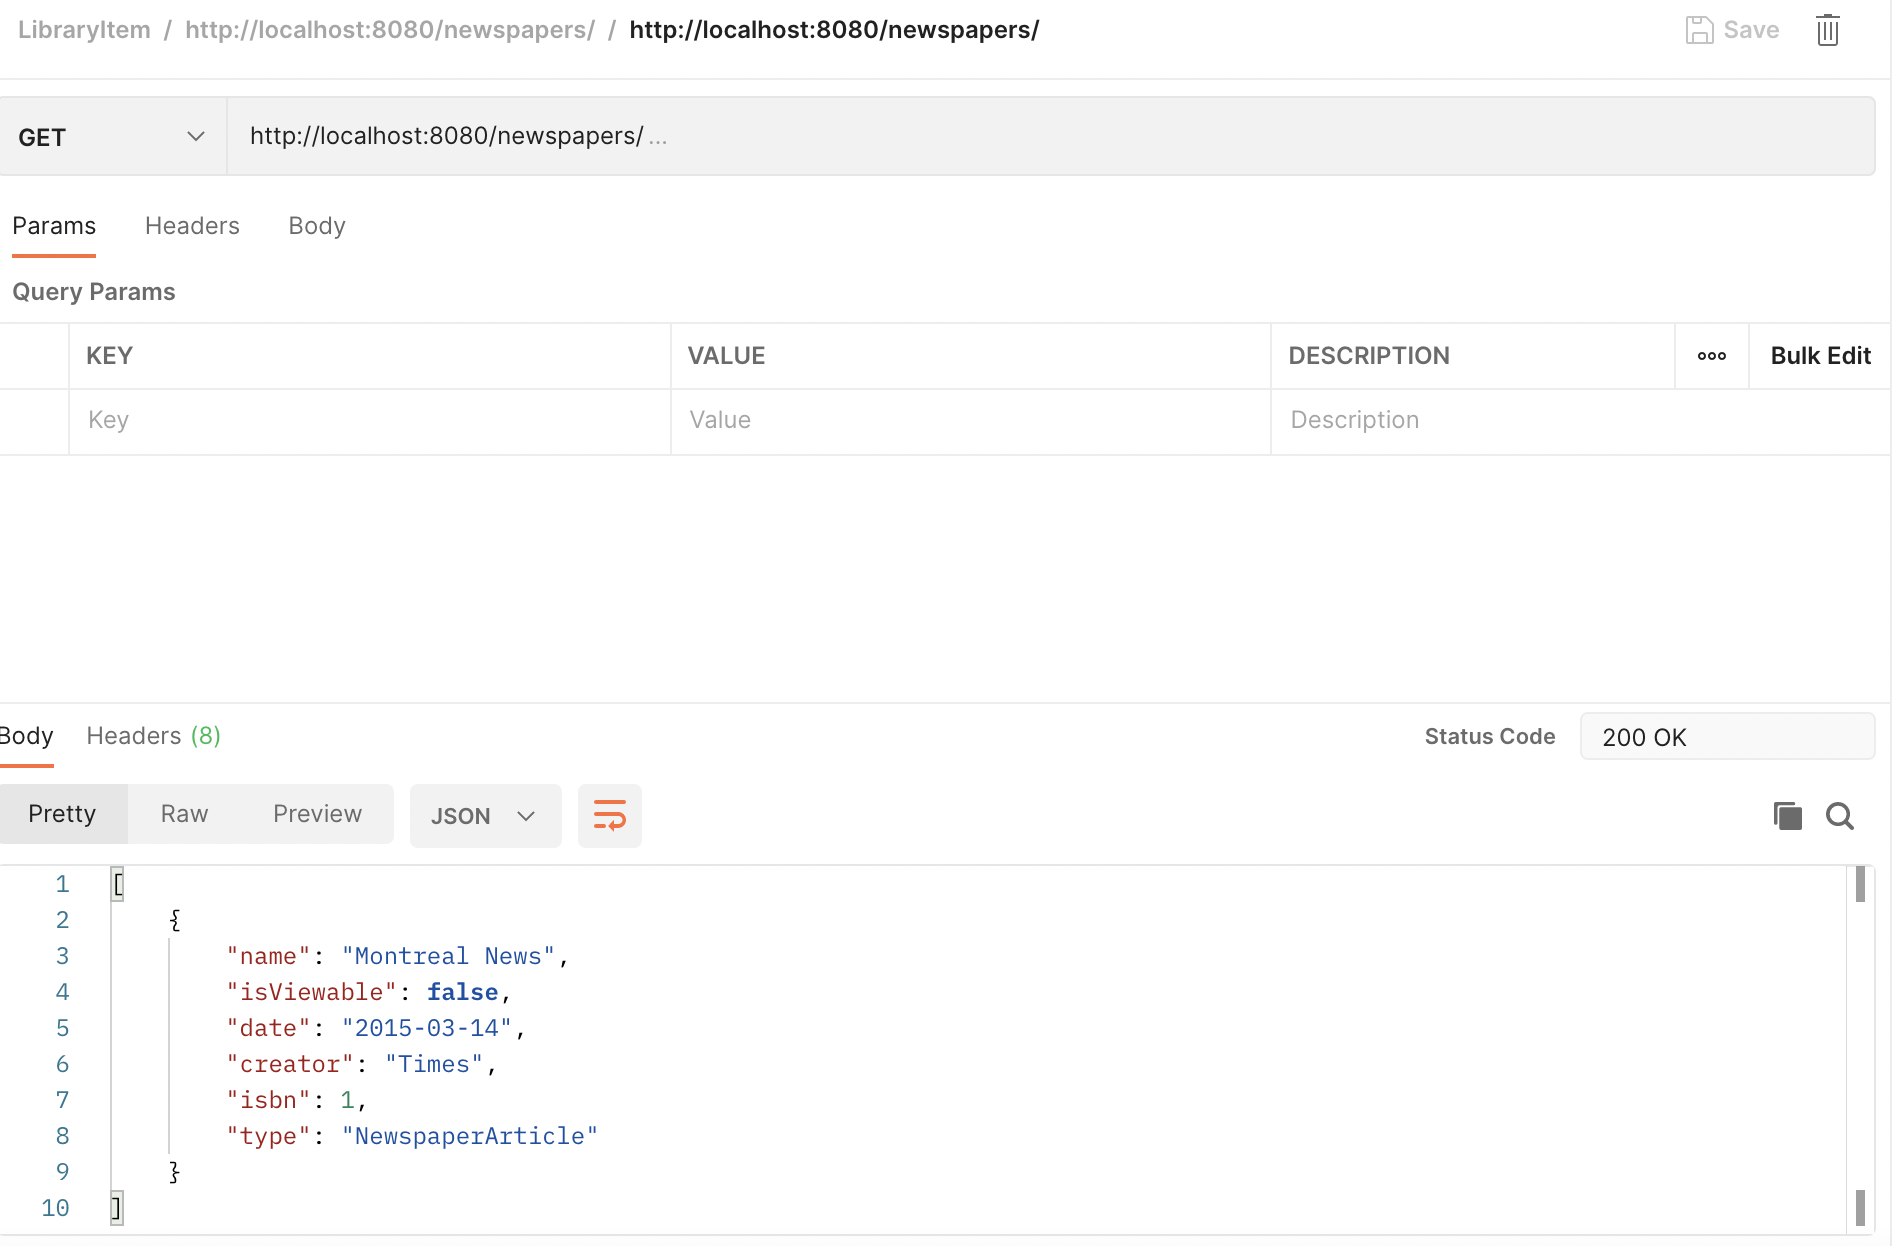 LibraryItem / http://localhost:8080/newspapers/ / http://localhost:8080/newspapers/ Save
GET http://localhost:8080/newspapers/ ...
Params Headers Body
Query Params
KEY VALUE DESCRIPTION ooo Bulk Edit
Key Value Description
Body Headers (8) Status Code 200 OK
Pretty Raw Preview JSON
1 [
2 {
3 "name": "Montreal News",
4 "isViewable": false,
5 "date": "2015-03-14",
6 "creator": "Times",
7 "isbn": 1,
8 "type": "NewspaperArticle"
9 }
10 ]